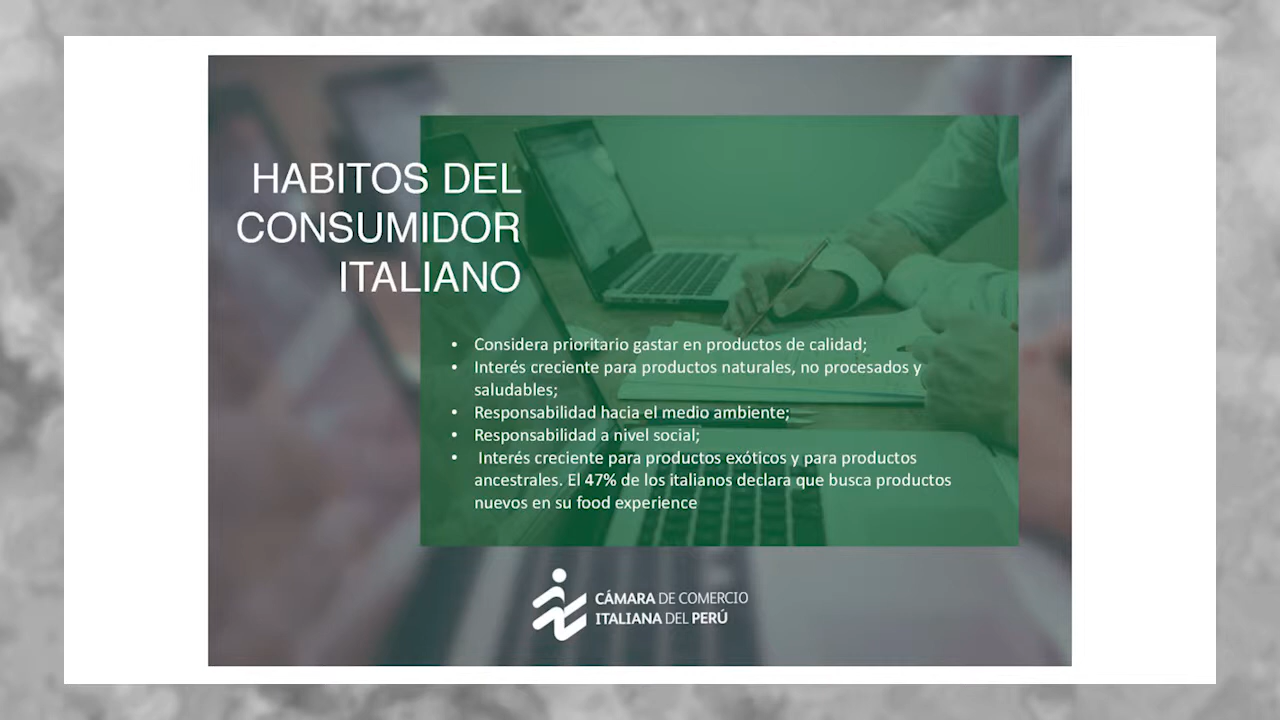 HABITOS DEL
CONSUMIDOR
ITALIANO
• Considera prioritario gastar en productos de calidad;
• Interés creciente para productos naturales, no procesados y
saludables;
• Responsabilidad hacia el medio ambiente;
• Responsabilidad a nivel social;
• Interés creciente para productos exóticos y para productos
ancestrales. El 47% de los italianos declara que busca productos
nuevos en su food experience
CÁMARA DE COMERCIO
ITALIANA DEL PERÚ